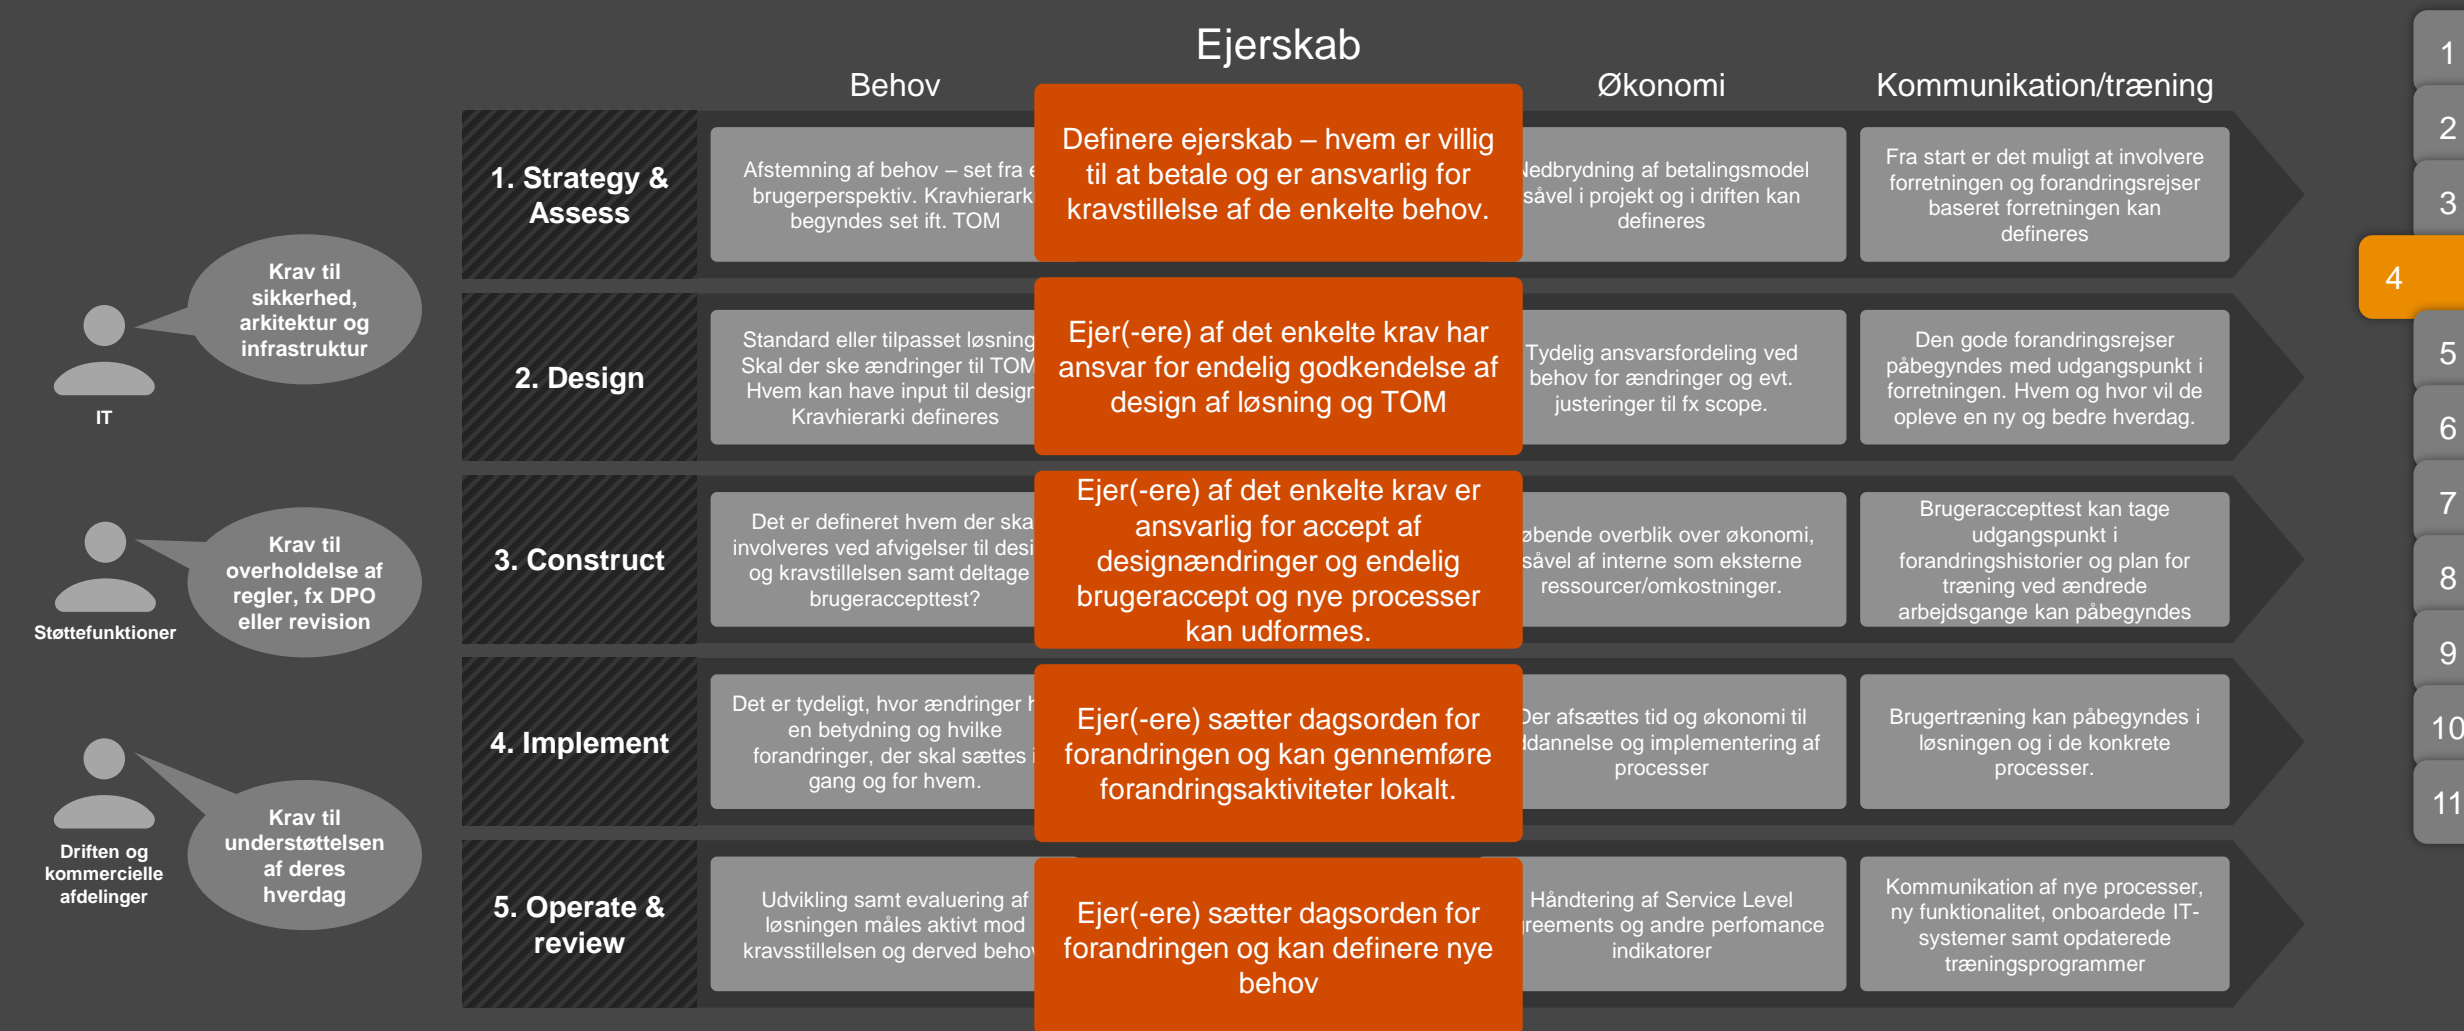 Ejerskab
Behov
Økonomi
Kommunikation/træning
1. Strategy &
Assess
Afstemning af behov – set fra
brugerperspektiv. Kravhierark
begyndes set ift. TOM
Definere ejerskab – hvem er villig
til at betale og er ansvarlig for
kravstillelse af de enkelte behov.
Nedbrydning af betalingsmodel
såvel i projekt og i driften kan
defineres
Fra start er det muligt at involvere
forretningen og forandringsrejser
baseret forretningen kan
defineres
Krav til
sikkerhed,
arkitektur og
infrastruktur
IT
2. Design
Standard eller tilpasset løsning
Skal der ske ændringer til TOM
Hvem kan have input til design
Kravhierarki defineres
Ejer(-ere) af det enkelte krav har
ansvar for endelig godkendelse af
design af løsning og TOM
Tydelig ansvarsfordeling ved
behov for ændringer og evt.
justeringer til fx scope.
Den gode forandringsrejser
påbegyndes med udgangspunkt i
forretningen. Hvem og hvor vil de
opleve en ny og bedre hverdag.
Krav til
overholdelse af
regler, fx DPO
eller revision
Støttefunktioner
3. Construct
Det er defineret hvem der ska
involveres ved afvigelser til desi
og kravstillelsen samt deltage
brugeraccepttest?
Ejer(-ere) af det enkelte krav er
ansvarlig for accept af
designændringer og endelig
brugeraccept og nye processer
kan udformes.
øbende overblik over økonomi,
såvel af interne som eksterne
ressourcer/omkostninger.
Brugeraccepttest kan tage
udgangspunkt i
forandringshistorier og plan for
træning ved ændrede
arbejdsgange kan påbegyndes
4. Implement
Det er tydeligt, hvor ændringer
en betydning og hvilke
forandringer, der skal sættes i
gang og for hvem.
Ejer(-ere) sætter dagsorden for
forandringen og kan gennemføre
forandringsaktiviteter lokalt.
Der afsættes tid og økonomi til
ddannelse og implementering af
processer
Brugertræning kan påbegyndes i
løsningen og i de konkrete
processer.
Krav til
understøttelsen
af deres
hverdag
Driften og
kommercielle
afdelinger
5. Operate &
review
Udvikling samt evaluering af
løsningen måles aktivt mod
kravsstillelsen og derved behov
Ejer(-ere) sætter dagsorden for
forandringen og kan definere nye
behov
Håndtering af Service Level
greements og andre perfomance
indikatorer
Kommunikation af nye processer,
ny funktionalitet, onboardede IT-
systemer samt opdaterede
træningsprogrammer
1
2
3
4
5
6
7
8
9
10
11